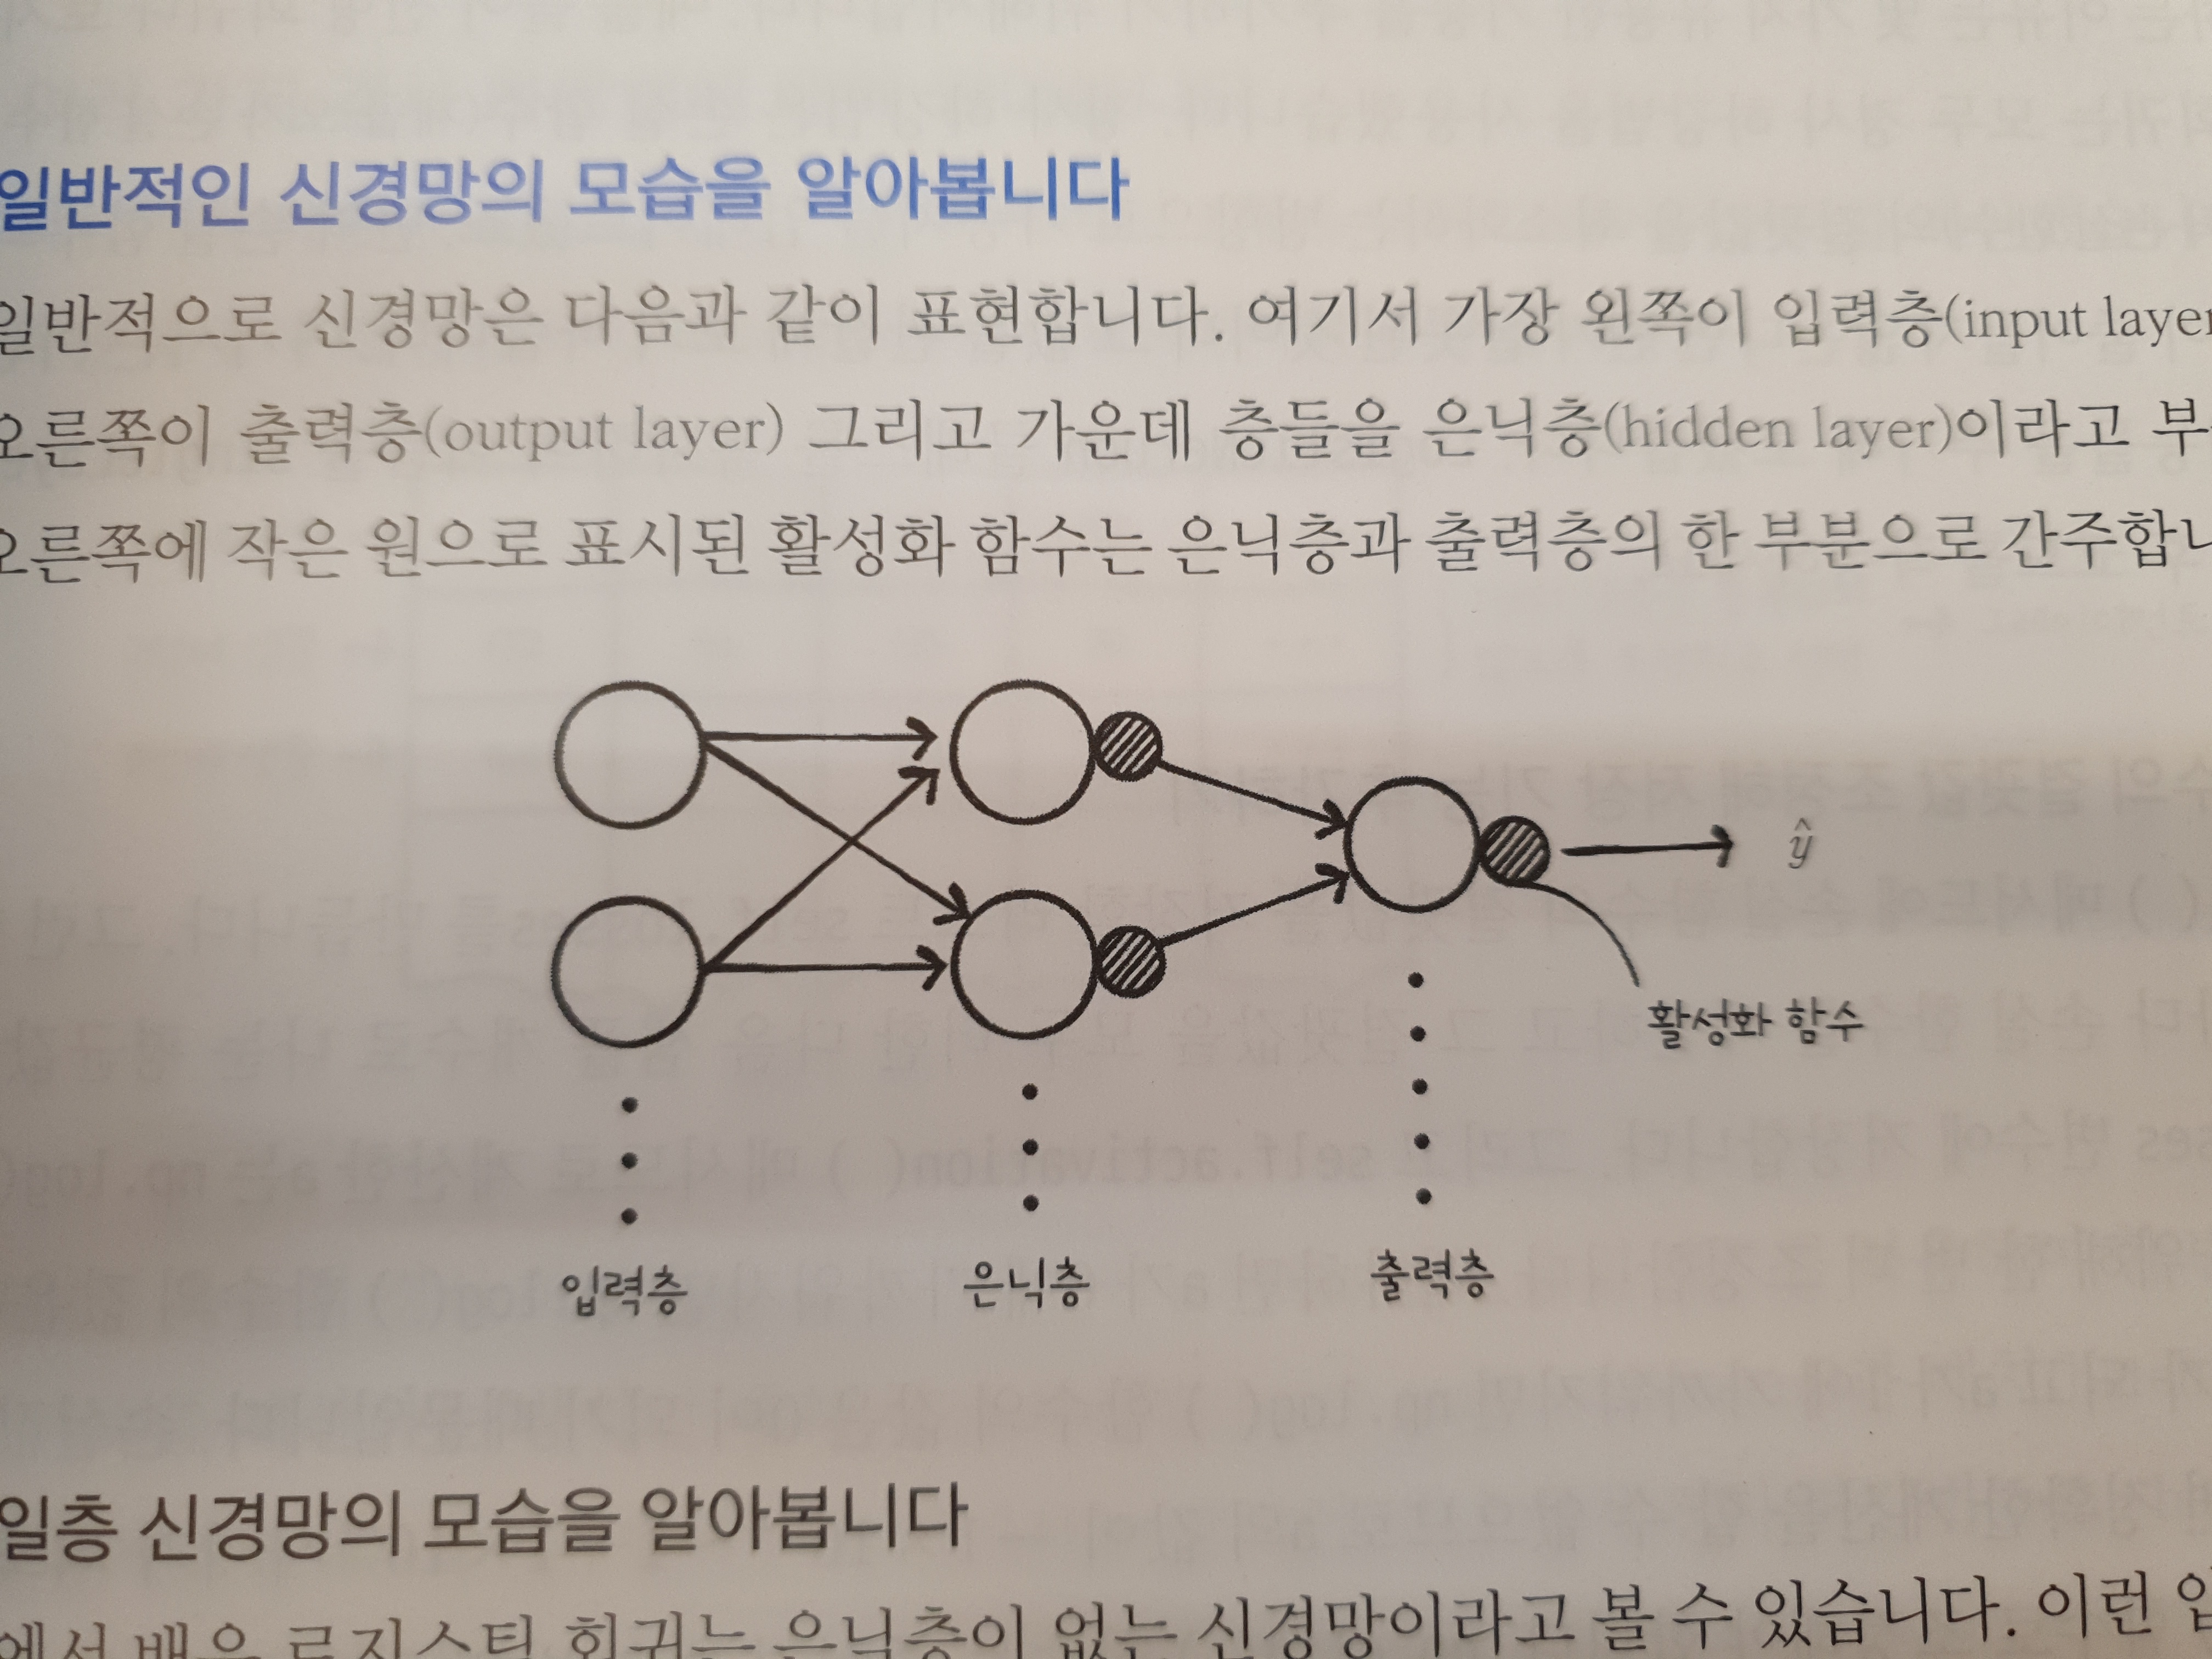 일반적인 신경망의 모습을 알아봅니다
일반적으로 신경망은 다음과 같이 표현합니다. 여기서 가장 왼쪽이 입력층(input layer
오른쪽이 출력층(output layer) 그리고 가운데 층들을 은닉층(hidden layer)이라고 부
오른쪽에 작은 원으로 표시된 활성화 함수는 은닉층과 출력층의 한 부분으로 간주합니
ŷ
활성화 함수
입력층 은닉층 출력층
일층 신경망의 모습을 알아봅니다
에서 배운 로지스틱 회귀는 은닉층이 없는 신경망이라고 볼 수 있습니다. 이런